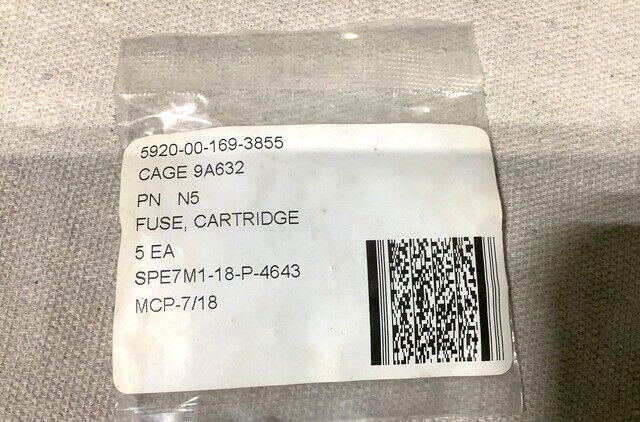 5920-00-169-3855
CAGE 9A632
PN N5
FUSE, CARTRIDGE
5 EA
SPE7M1-18-P-4643
MCP-7/18